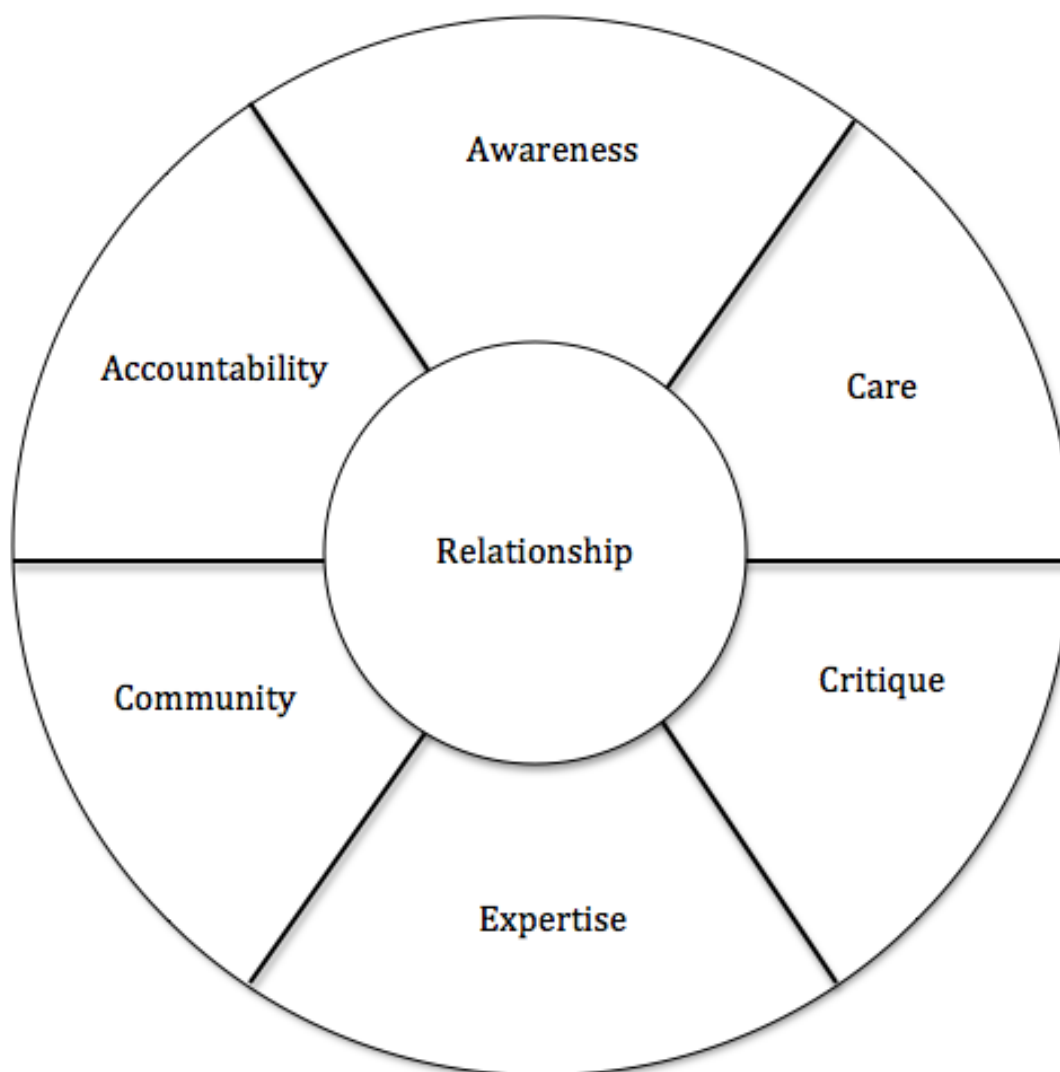 Awareness
Accountability
Care
Relationship
Community
Critique
Expertise